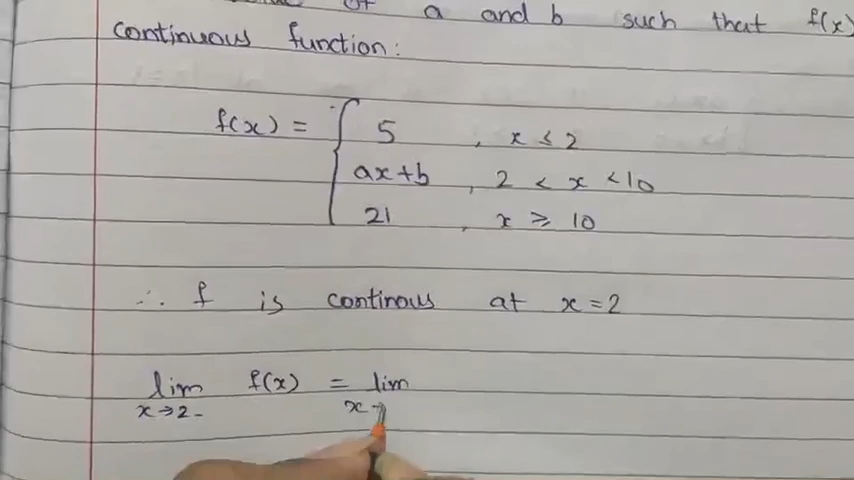 of a and b such that f(x)
continuous function:
f(x) = { 5 , x ≤ 2
ax+b , 2 < x < 10
21 , x ≥ 10
∴ f is continous at x = 2
lim f(x) = lim
x→2- x→